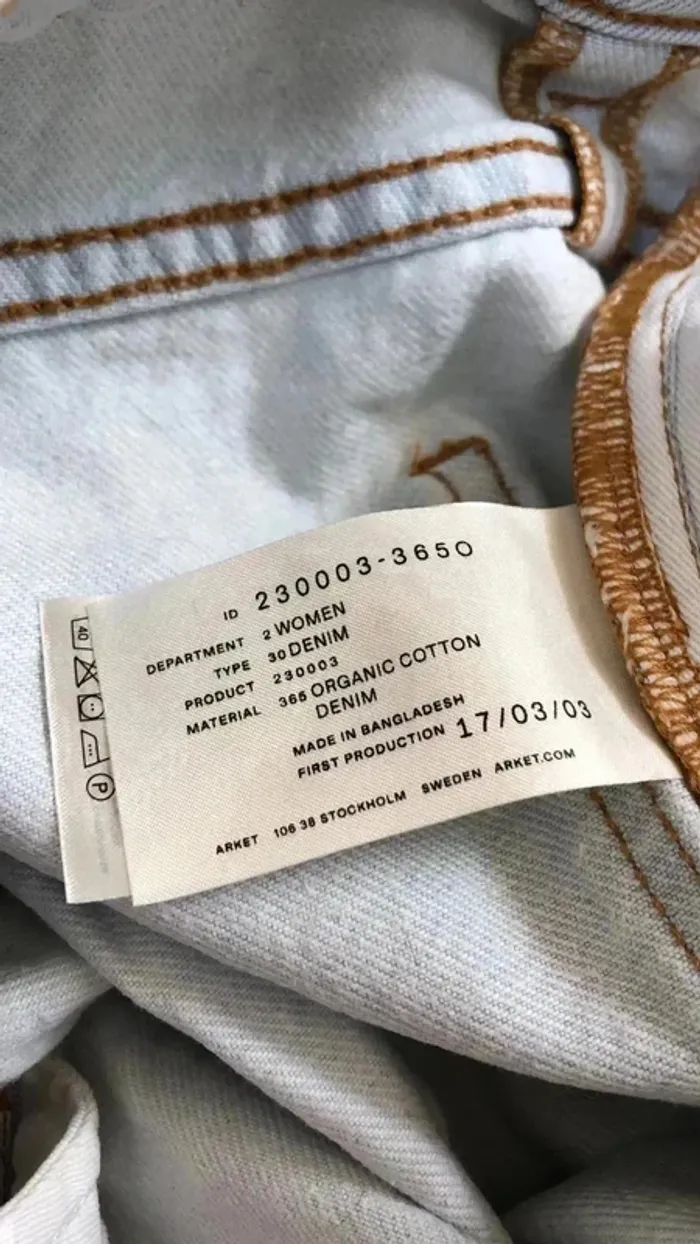 ID 230003-3650
DEPARTMENT 2 WOMEN
TYPE 30 DENIM
PRODUCT 230003
MATERIAL 365 ORGANIC COTTON
DENIM
MADE IN BANGLADESH
FIRST PRODUCTION 17/03/03
ARKET 106 38 STOCKHOLM SWEDEN ARKET.COM
40
P